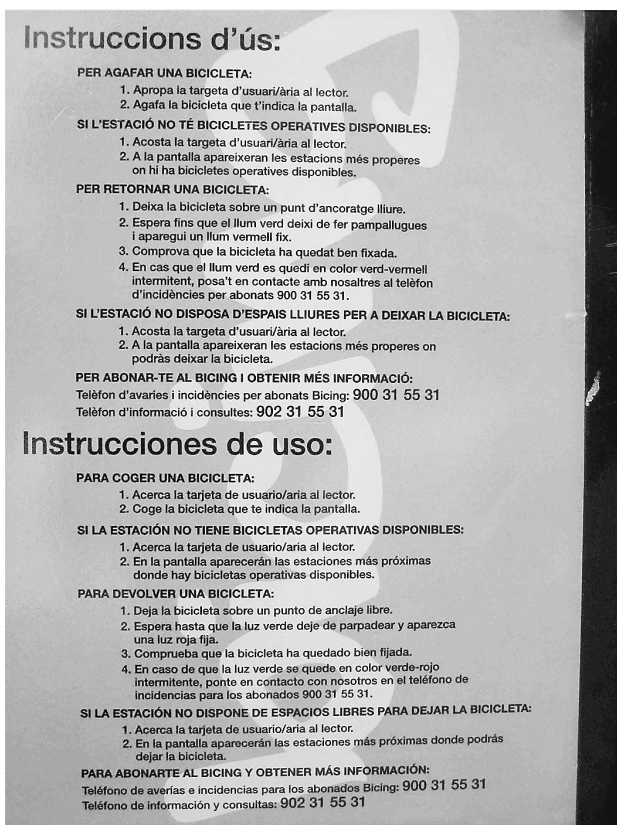 Instruccions d'ús:
PER AGAFAR UNA BICICLETA:
1. Apropa la targeta d'usuari/ària al lector.
2. Agafa la bicicleta que t'indica la pantalla.
SI L'ESTACIÓ NO TÉ BICICLETES OPERATIVES DISPONIBLES:
1. Acosta la targeta d'usuari/ària al lector.
2. A la pantalla apareixeran les estacions més properes
on hi ha bicicletes operatives disponibles.
PER RETORNAR UNA BICICLETA:
1. Deixa la bicicleta sobre un punt d'ancoratge lliure.
2. Espera fins que el llum verd deixi de fer pampallugues
i aparegui un llum vermell fix.
3. Comprova que la bicicleta ha quedat ben fixada.
4. En cas que el llum verd es quedi en color verd-vermell
intermitent, posa't en contacte amb nosaltres al telèfon
d'incidències per abonats 900 31 55 31.
SI L'ESTACIÓ NO DISPOSA D'ESPAIS LLIURES PER A DEIXAR LA BICICLETA:
1. Acosta la targeta d'usuari/ària al lector.
2. A la pantalla apareixeran les estacions més properes on
podràs deixar la bicicleta.
PER ABONAR-TE AL BICING I OBTENIR MÉS INFORMACIÓ:
Telèfon d'avaries i incidències per abonats Bicing: 900 31 55 31
Telèfon d'informació i consultes: 902 31 55 31
Instrucciones de uso:
PARA COGER UNA BICICLETA:
1. Acerca la tarjeta de usuario/aria al lector.
2. Coge la bicicleta que te indica la pantalla.
SI LA ESTACIÓN NO TIENE BICICLETAS OPERATIVAS DISPONIBLES:
1. Acerca la tarjeta de usuario/aria al lector.
2. En la pantalla aparecerán las estaciones más próximas
donde hay bicicletas operativas disponibles.
PARA DEVOLVER UNA BICICLETA:
1. Deja la bicicleta sobre un punto de anclaje libre.
2. Espera hasta que la luz verde deje de parpadear y aparezca
una luz roja fija.
3. Comprueba que la bicicleta ha quedado bien fijada.
4. En caso de que la luz verde se quede en color verde-rojo
intermitente, ponte en contacto con nosotros en el teléfono de
incidencias para los abonados 900 31 55 31.
SI LA ESTACIÓN NO DISPONE DE ESPACIOS LIBRES PARA DEJAR LA BICICLETA:
1. Acerca la tarjeta de usuario/aria al lector.
2. En la pantalla aparecerán las estaciones más próximas donde podrás
dejar la bicicleta.
PARA ABONARTE AL BICING Y OBTENER MÁS INFORMACIÓN:
Teléfono de averías e incidencias para los abonados Bicing: 900 31 55 31
Teléfono de información y consultas: 902 31 55 31